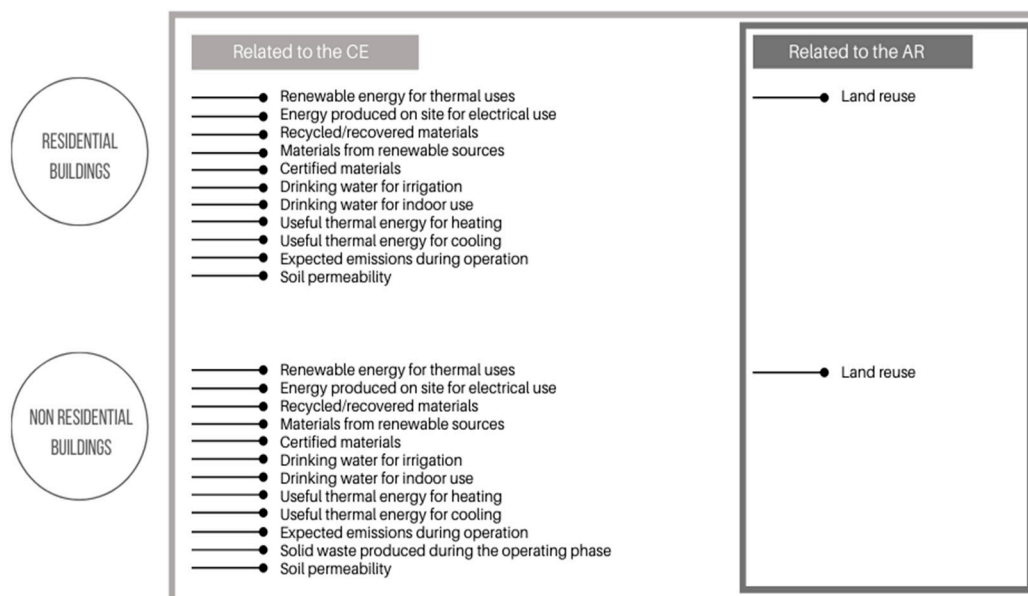 Related to the CE
Related to the AR
RESIDENTIAL
BUILDINGS
Renewable energy for thermal uses
Energy produced on site for electrical use
Recycled/recovered materials
Materials from renewable sources
Certified materials
Drinking water for irrigation
Drinking water for indoor use
Useful thermal energy for heating
Useful thermal energy for cooling
Expected emissions during operation
Soil permeability
Land reuse
NON RESIDENTIAL
BUILDINGS
Renewable energy for thermal uses
Energy produced on site for electrical use
Recycled/recovered materials
Materials from renewable sources
Certified materials
Drinking water for irrigation
Drinking water for indoor use
Useful thermal energy for heating
Useful thermal energy for cooling
Expected emissions during operation
Solid waste produced during the operating phase
Soil permeability
Land reuse